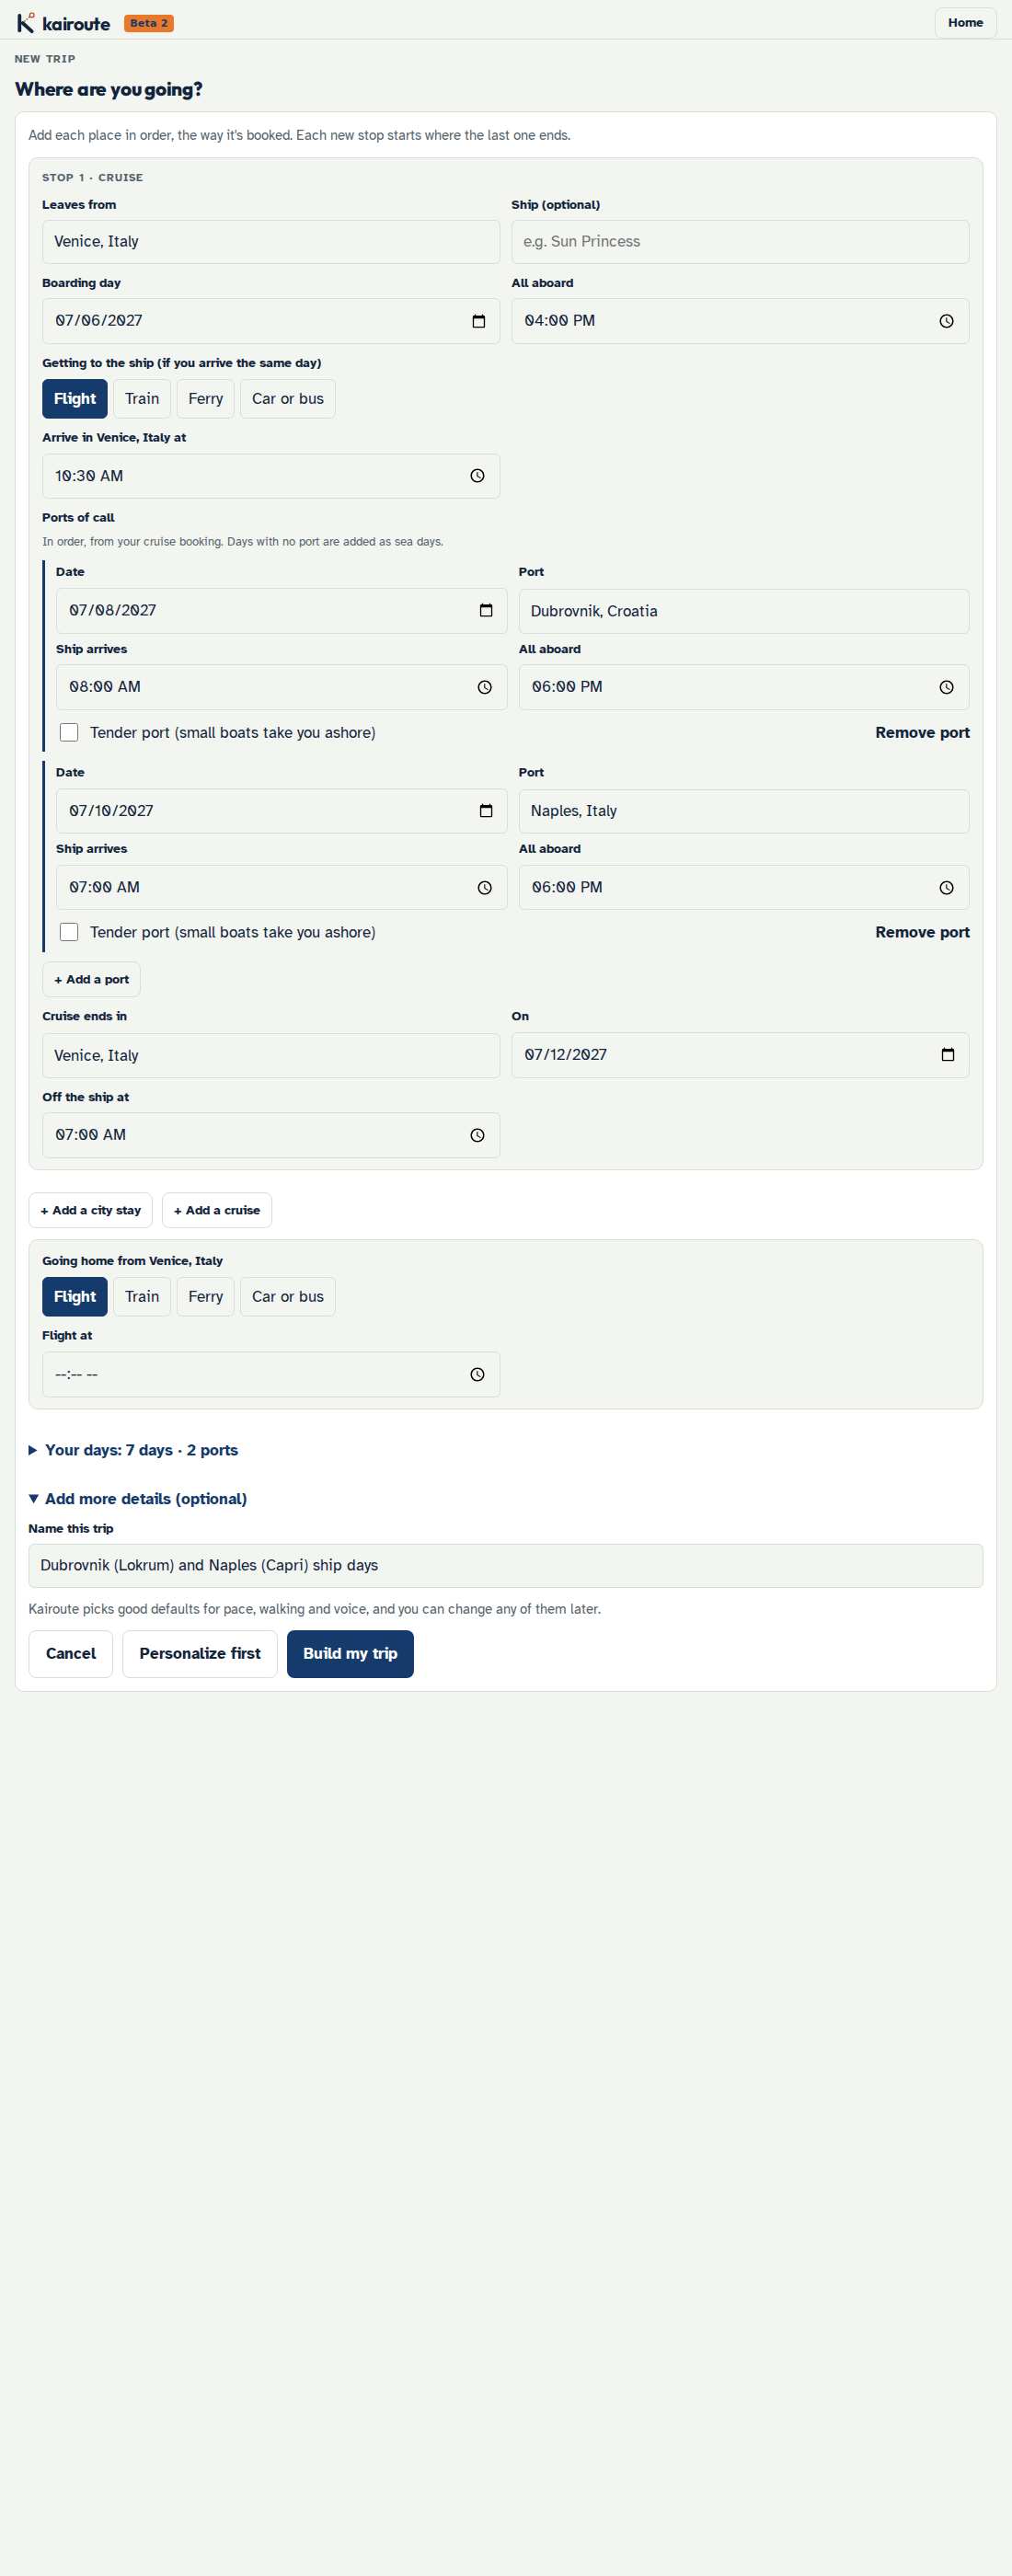 kairoute Beta 2 Home
NEW TRIP
Where are you going?
Add each place in order, the way it's booked. Each new stop starts where the last one ends.
STOP 1 · CRUISE
Leaves from Ship (optional)
Venice, Italy e.g. Sun Princess
Boarding day All aboard
07/06/2027 04:00 PM
Getting to the ship (if you arrive the same day)
Flight Train Ferry Car or bus
Arrive in Venice, Italy at
10:30 AM
Ports of call
In order, from your cruise booking. Days with no port are added as sea days.
Date Port
07/08/2027 Dubrovnik, Croatia
Ship arrives All aboard
08:00 AM 06:00 PM
Tender port (small boats take you ashore) Remove port
Date Port
07/10/2027 Naples, Italy
Ship arrives All aboard
07:00 AM 06:00 PM
Tender port (small boats take you ashore) Remove port
+ Add a port
Cruise ends in On
Venice, Italy 07/12/2027
Off the ship at
07:00 AM
+ Add a city stay + Add a cruise
Going home from Venice, Italy
Flight Train Ferry Car or bus
Flight at
--:-- --
Your days: 7 days · 2 ports
Add more details (optional)
Name this trip
Dubrovnik (Lokrum) and Naples (Capri) ship days
Kairoute picks good defaults for pace, walking and voice, and you can change any of them later.
Cancel Personalize first Build my trip